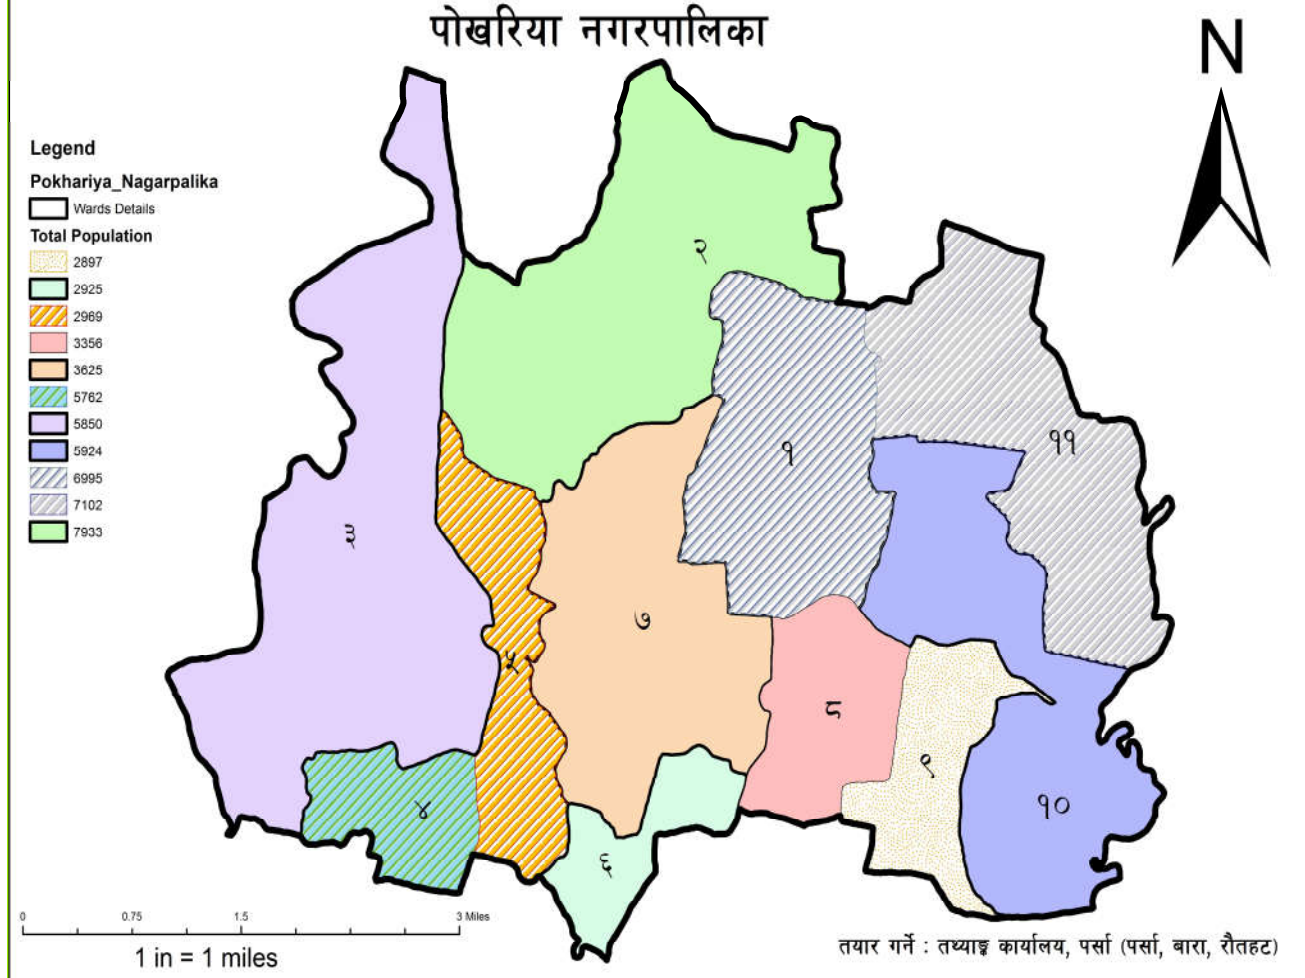 पोखरिया नगरपालिका
N
Legend
Pokhariya_Nagarpalika
Wards Details
Total Population
2897
2925
2969
3356
3625
5762
5850
5924
6995
7102
7933
२
१
११
३
७
५
८
९
४
१०
६
0 0.75 1.5 3 Miles
1 in = 1 miles
तयार गर्ने : तथ्याङ्क कार्यालय, पर्सा (पर्सा, बारा, रौतहट)